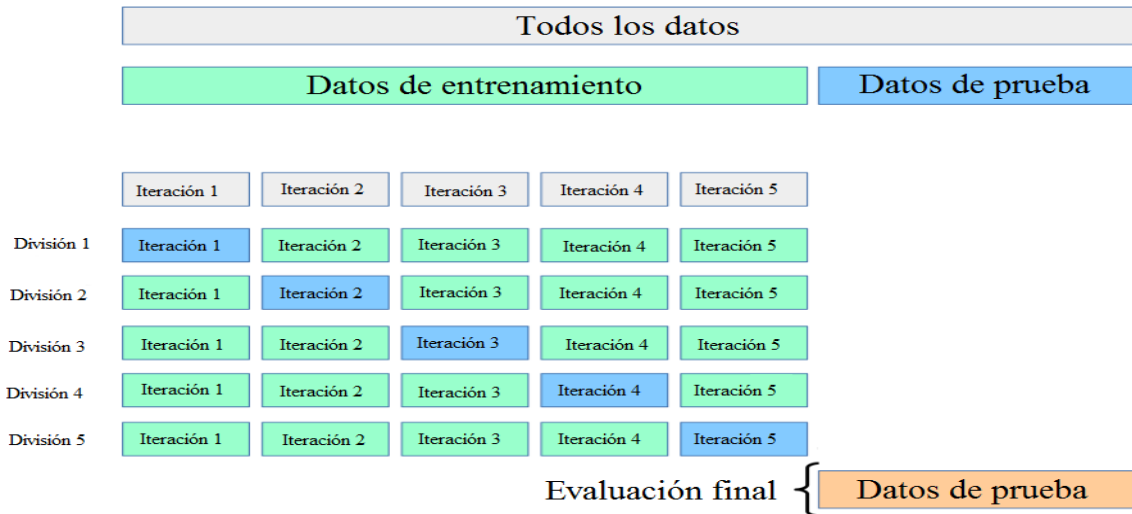 Todos los datos
Datos de entrenamiento Datos de prueba
Iteración 1 Iteración 2 Iteración 3 Iteración 4 Iteración 5
División 1 Iteración 1 Iteración 2 Iteración 3 Iteración 4 Iteración 5
División 2 Iteración 1 Iteración 2 Iteración 3 Iteración 4 Iteración 5
División 3 Iteración 1 Iteración 2 Iteración 3 Iteración 4 Iteración 5
División 4 Iteración 1 Iteración 2 Iteración 3 Iteración 4 Iteración 5
División 5 Iteración 1 Iteración 2 Iteración 3 Iteración 4 Iteración 5
Evaluación final { Datos de prueba